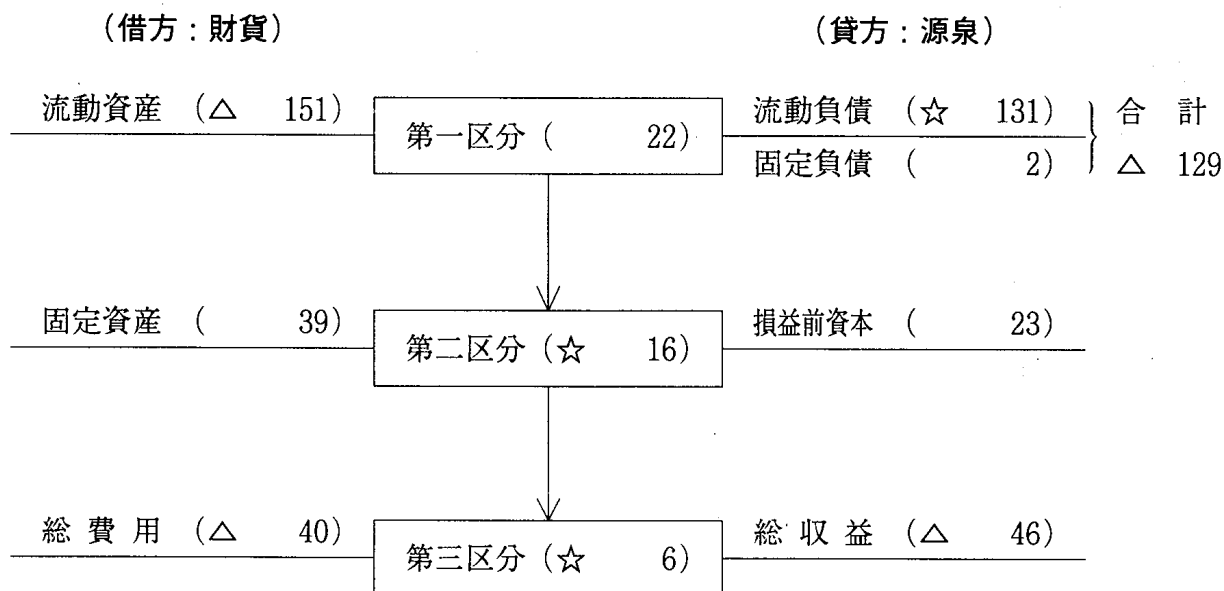 (借方：財貨) (貸方：源泉)
流動資産 (△ 151) 第一区分 ( 22) 流動負債 (☆ 131) 合 計
固定負債 ( 2) △ 129
固定資産 ( 39) 第二区分 (☆ 16) 損益前資本 ( 23)
総 費 用 (△ 40) 第三区分 (☆ 6) 総 収 益 (△ 46)